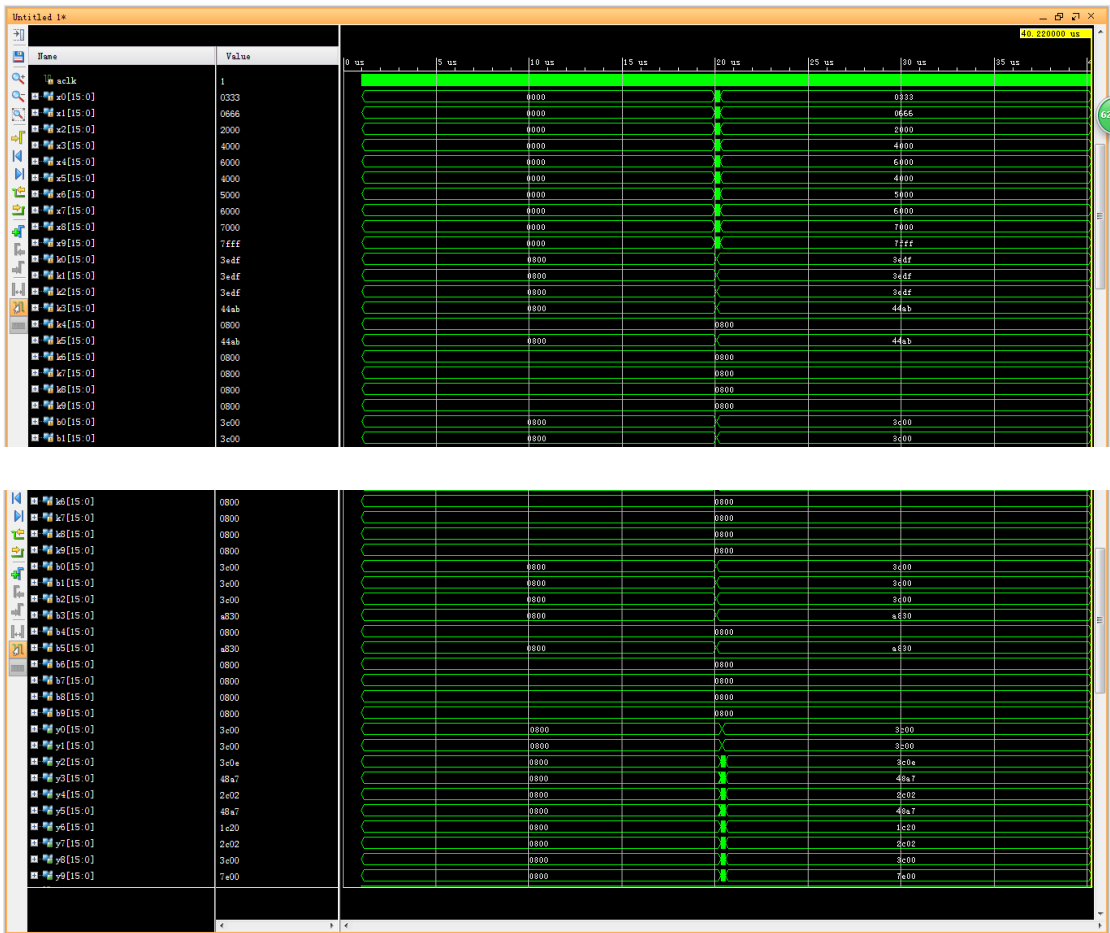 Untitled 1*
40.220000 us
Name Value
0 us 5 us 10 us 15 us 20 us 25 us 30 us 35 us
aclk 1
x0[15:0] 0333 0000 0333
x1[15:0] 0666 0000 0666
x2[15:0] 2000 0000 2000
x3[15:0] 4000 0000 4000
x4[15:0] 6000 0000 6000
x5[15:0] 4000 0000 4000
x6[15:0] 5000 0000 5000
x7[15:0] 6000 0000 6000
x8[15:0] 7000 0000 7000
x9[15:0] 7fff 0000 7fff
k0[15:0] 3edf 0800 3edf
k1[15:0] 3edf 0800 3edf
k2[15:0] 3edf 0800 3edf
k3[15:0] 44ab 0800 44ab
k4[15:0] 0800 0800
k5[15:0] 44ab 0800 44ab
k6[15:0] 0800 0800
k7[15:0] 0800 0800
k8[15:0] 0800 0800
k9[15:0] 0800 0800
b0[15:0] 3c00 0800 3c00
b1[15:0] 3c00 0800 3c00
k6[15:0] 0800 0800
k7[15:0] 0800 0800
k8[15:0] 0800 0800
k9[15:0] 0800 0800
b0[15:0] 3c00 0800 3c00
b1[15:0] 3c00 0800 3c00
b2[15:0] 3c00 0800 3c00
b3[15:0] a830 0800 a830
b4[15:0] 0800 0800
b5[15:0] a830 0800 a830
b6[15:0] 0800 0800
b7[15:0] 0800 0800
b8[15:0] 0800 0800
b9[15:0] 0800 0800
y0[15:0] 3c00 0800 3c00
y1[15:0] 3c00 0800 3c00
y2[15:0] 3c0e 0800 3c0e
y3[15:0] 48a7 0800 48a7
y4[15:0] 2c02 0800 2c02
y5[15:0] 48a7 0800 48a7
y6[15:0] 1c20 0800 1c20
y7[15:0] 2c02 0800 2c02
y8[15:0] 3c00 0800 3c00
y9[15:0] 7e00 0800 7e00